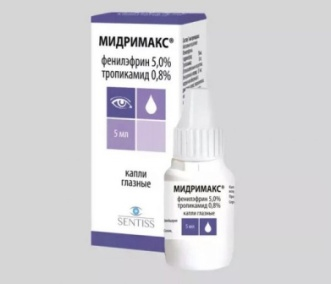 МИДРИМАКС®
фенилэфрин 5,0%
тропикамид 0,8%
5 мл
капли
глазные
SENTISS
МИДРИМАКС®
фенилэфрин 5,0%
тропикамид 0,8%
капли глазные
5 мл